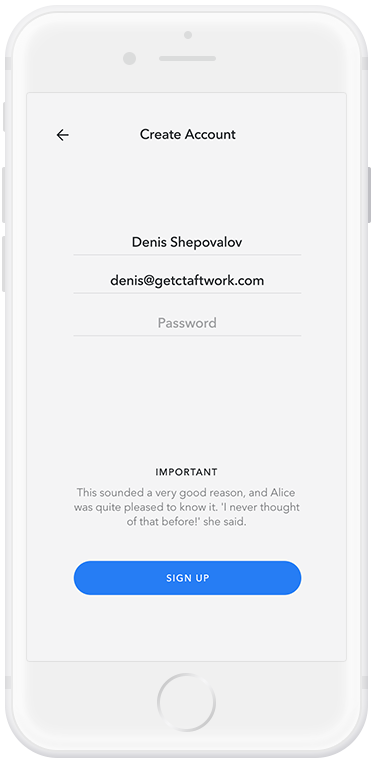 Create Account
Denis Shepovalov
denis@getctaftwork.com
Password
IMPORTANT
This sounded a very good reason, and Alice
was quite pleased to know it. 'I never thought
of that before!' she said.
SIGN UP